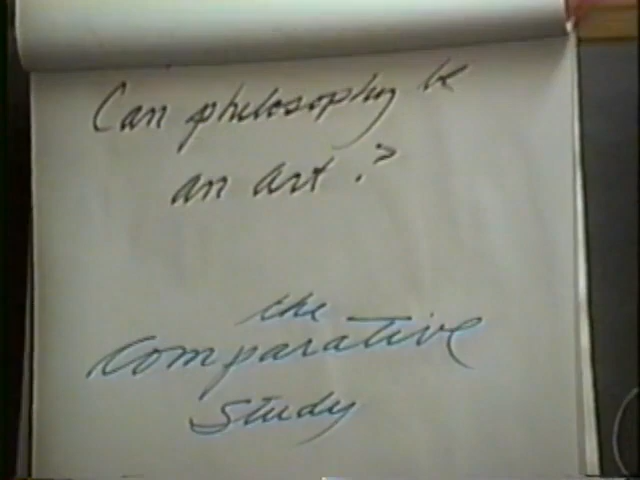 Can philosophy be
an art ?
the
comparative
study